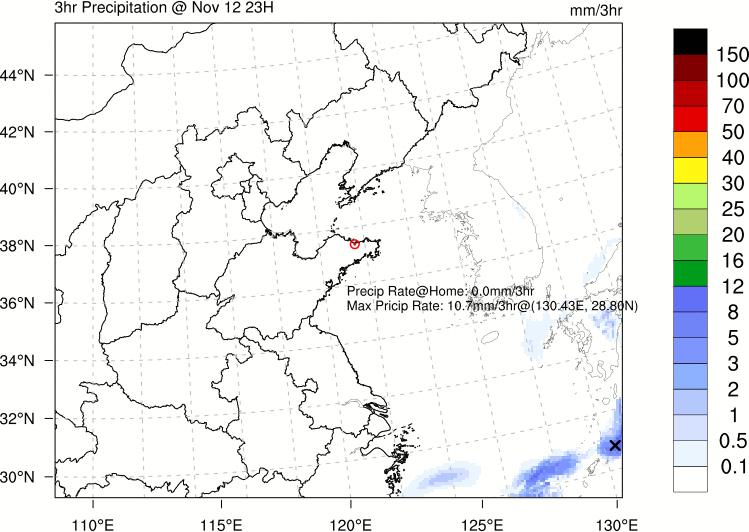 3hr Precipitation @ Nov 12 23H
mm/3hr
44°N
42°N
40°N
38°N
36°N
34°N
32°N
30°N
Precip Rate@Home: 0.0mm/3hr
Max Pricip Rate: 10.7mm/3hr@(130.43E, 28.80N)
110°E
115°E
120°E
125°E
130°E
150
100
70
50
40
30
25
20
16
12
8
5
3
2
1
0.5
0.1